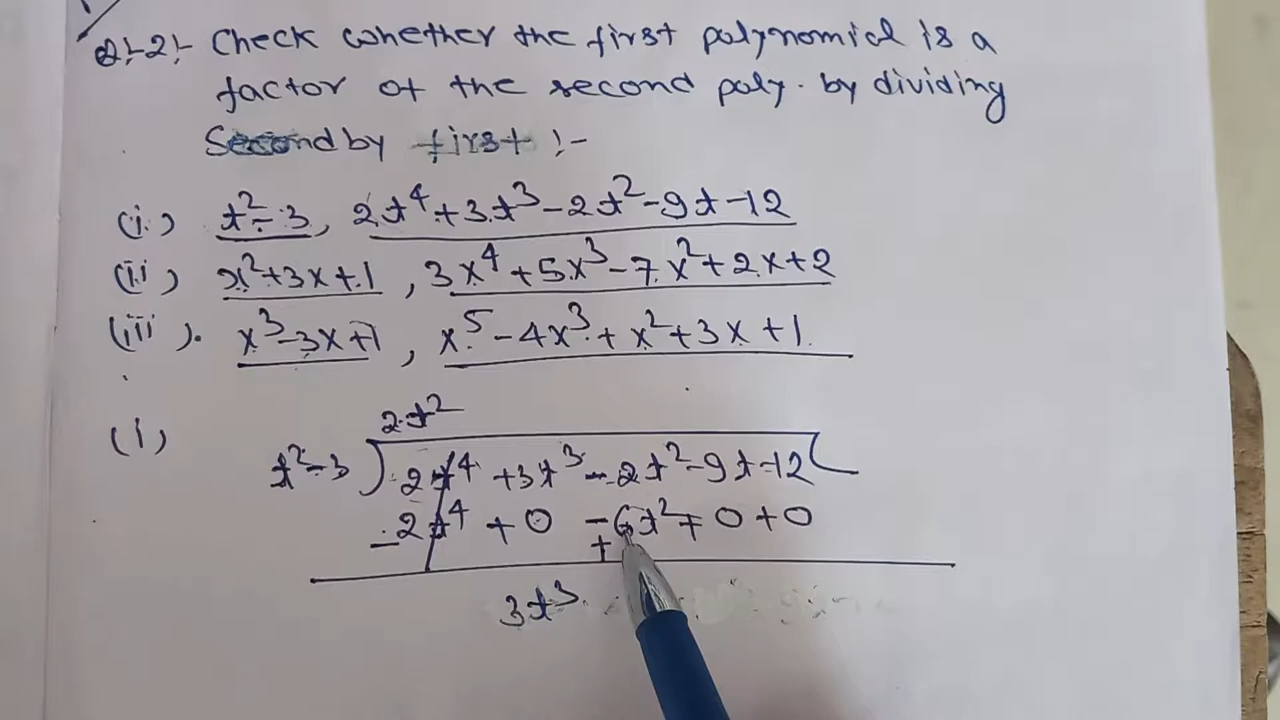 Q:-2:- Check whether the first polynomial is a
factor of the second poly. by dividing
Second by first :-
(i.) t²-3, 2t⁴+3t³-2t²-9t-12
(ii) x²+3x+1, 3x⁴+5x³-7x²+2x+2
(iii). x³-3x+1, x⁵-4x³+x²+3x+1.
(i)
2t²
t²-3) 2t⁴+3t³-2t²-9t-12(
-2t⁴ + 0 -6t²+0+0
+
3t³